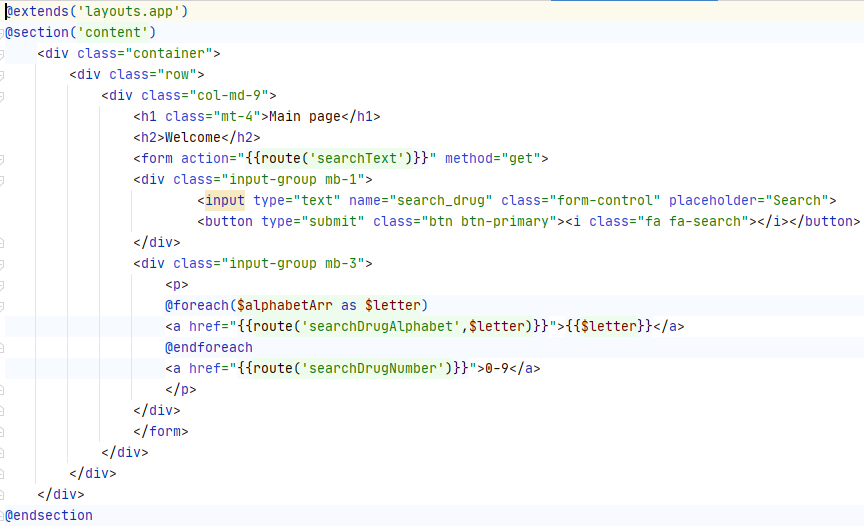 @extends('layouts.app')
@section('content')
    <div class="container">
        <div class="row">
            <div class="col-md-9">
                <h1 class="mt-4">Main page</h1>
                <h2>Welcome</h2>
                <form action="{{route('searchText')}}" method="get">
                <div class="input-group mb-1">
                        <input type="text" name="search_drug" class="form-control" placeholder="Search">
                        <button type="submit" class="btn btn-primary"><i class="fa fa-search"></i></button>
                </div>
                <div class="input-group mb-3">
                    <p>
                    @foreach($alphabetArr as $letter)
                    <a href="{{route('searchDrugAlphabet',$letter)}}">{{$letter}}</a>
                    @endforeach
                    <a href="{{route('searchDrugNumber')}}">0-9</a>
                    </p>
                </div>
                </form>
            </div>
        </div>
    </div>
@endsection